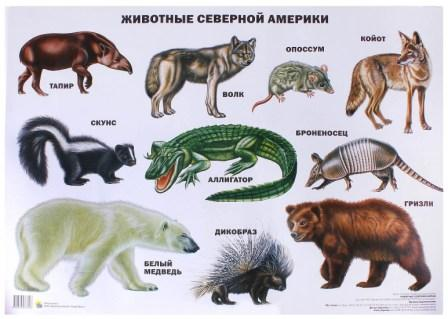 ЖИВОТНЫЕ СЕВЕРНОЙ АМЕРИКИ
ТАПИР
ВОЛК
ОПОССУМ
КОЙОТ
СКУНС
АЛЛИГАТОР
БРОНЕНОСЕЦ
ГРИЗЛИ
БЕЛЫЙ
МЕДВЕДЬ
ДИКОБРАЗ